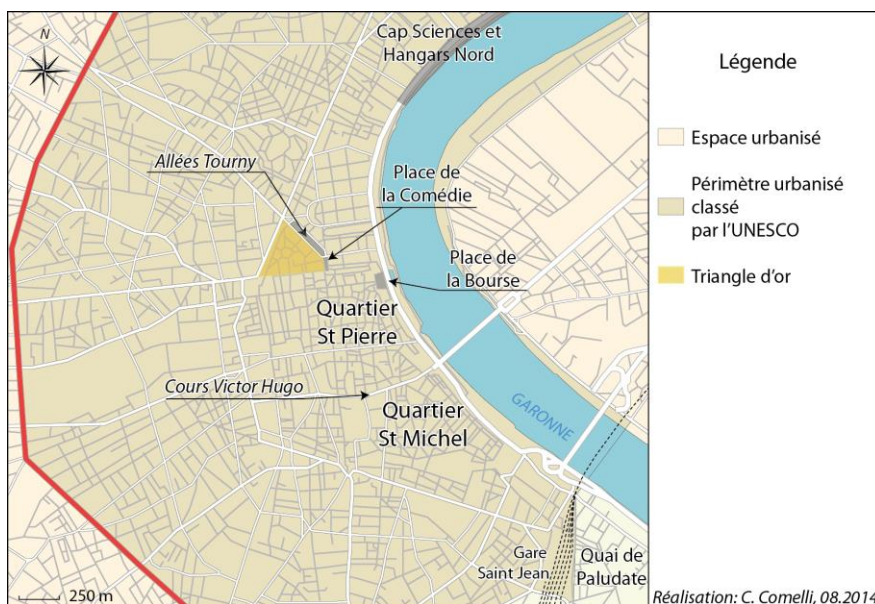 Cap Sciences et
Hangars Nord
N
Allées Tourny
Place de
la Comédie
Place de
la Bourse
Quartier
St Pierre
Cours Victor Hugo
Quartier
St Michel
GARONNE
Gare
Saint Jean
Quai de
Paludate
250 m
Légende
Espace urbanisé
Périmètre urbanisé
classé
par l'UNESCO
Triangle d'or
Réalisation: C. Comelli, 08.2014